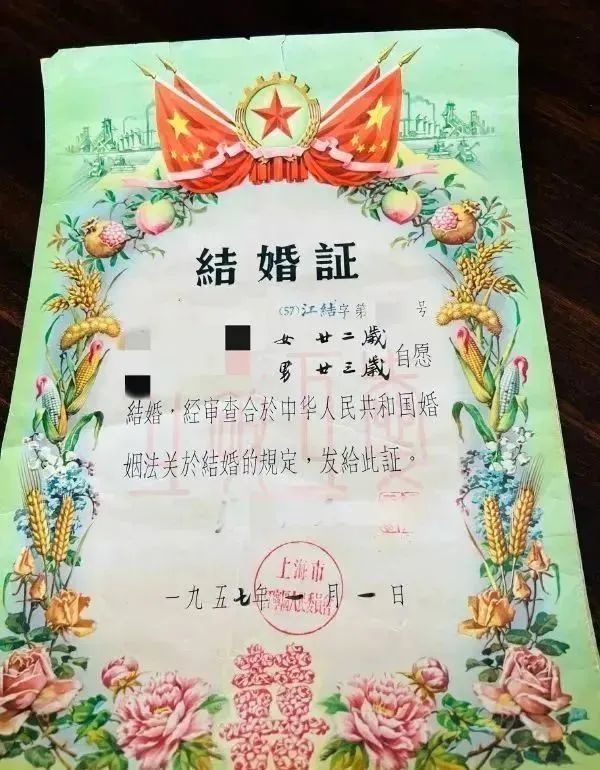 結婚証
(57)江結字第 号
女 廿二歲
男 廿三歲自愿
結婚，經审查合於中华人民共和国婚
姻法关於結婚的規定，发給此証。
上海市
一九五七年一月一日
囍